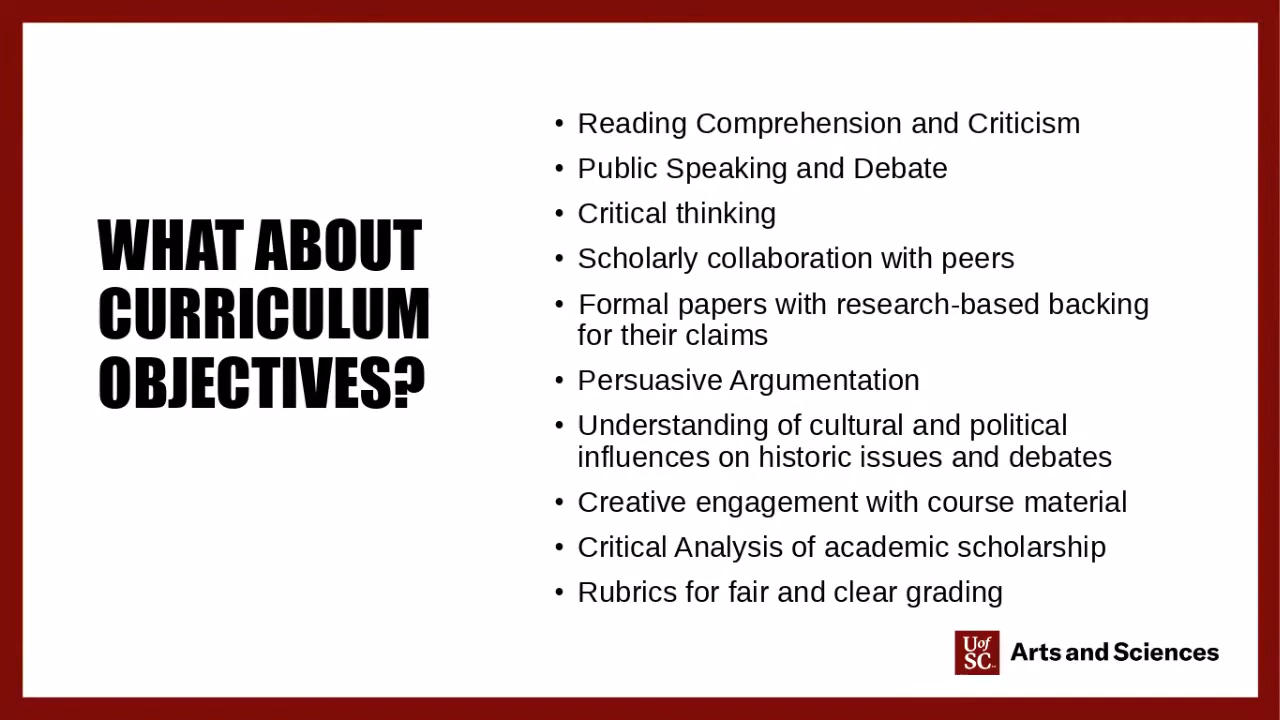 WHAT ABOUT
CURRICULUM
OBJECTIVES?
• Reading Comprehension and Criticism
• Public Speaking and Debate
• Critical thinking
• Scholarly collaboration with peers
• Formal papers with research-based backing
for their claims
• Persuasive Argumentation
• Understanding of cultural and political
influences on historic issues and debates
• Creative engagement with course material
• Critical Analysis of academic scholarship
• Rubrics for fair and clear grading
U of
SC
Arts and Sciences